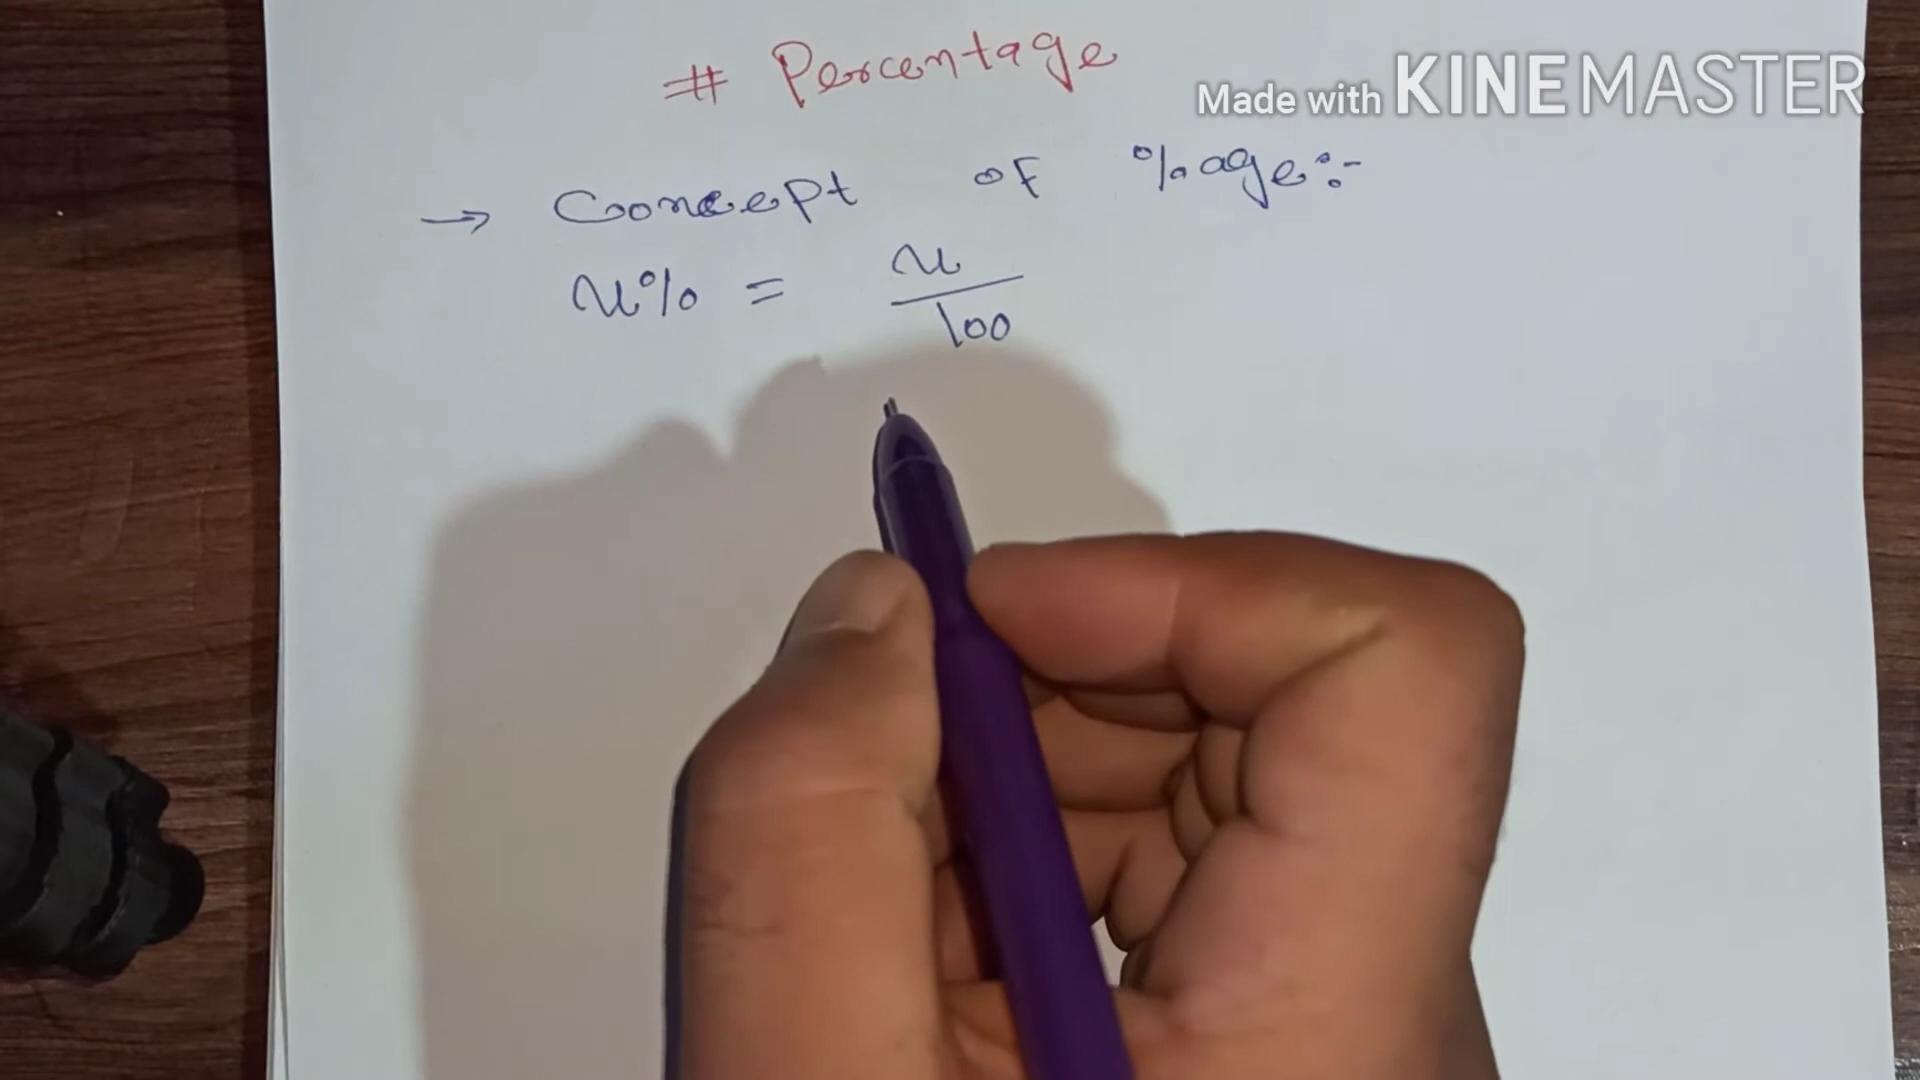 # Percentage
Made with KINEMASTER
→ Concept of %age:-
x% = x/100